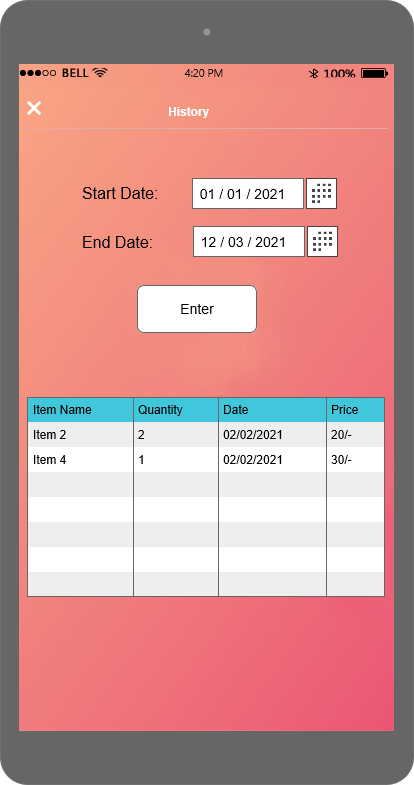 BELL 4:20 PM 100%
History
Start Date: 01 / 01 / 2021
End Date: 12 / 03 / 2021
Enter
Item Name Quantity Date Price
Item 2 2 02/02/2021 20/-
Item 4 1 02/02/2021 30/-